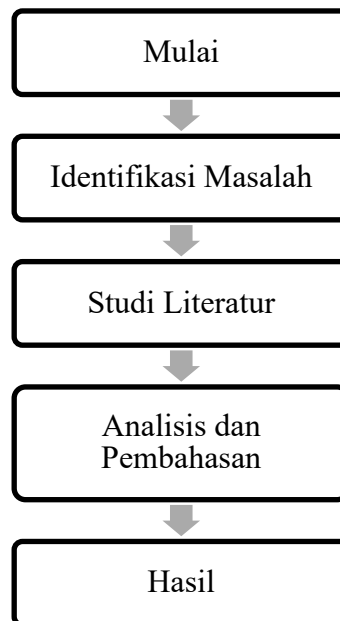 Mulai
Identifikasi Masalah
Studi Literatur
Analisis dan
Pembahasan
Hasil